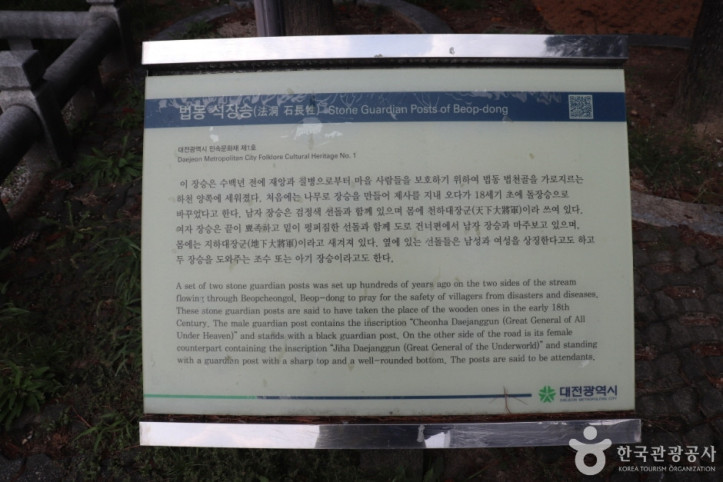 법동 석장승(法洞 石長栍) Stone Guardian Posts of Beop-dong
대전광역시 민속문화재 제1호
Daejeon Metropolitan City Folklore Cultural Heritage No. 1
이 장승은 수백년 전에 재앙과 질병으로부터 마을 사람들을 보호하기 위하여 법동 법천골을 가로지르는
하천 양쪽에 세워졌다. 처음에는 나무로 장승을 만들어 제사를 지내 오다가 18세기 초에 돌장승으로
바꾸었다고 한다. 남자 장승은 검정색 선돌과 함께 있으며 몸에 천하대장군(天下大將軍)이라 쓰여 있다.
여자 장승은 끝이 뾰족하고 밑이 펑퍼짐한 선돌과 함께 도로 건너편에서 남자 장승과 마주보고 있으며,
몸에는 지하대장군(地下大將軍)이라고 새겨져 있다. 옆에 있는 선돌들은 남성과 여성을 상징한다고도 하고
두 장승을 도와주는 조수 또는 아기 장승이라고도 한다.
A set of two stone guardian posts was set up hundreds of years ago on the two sides of the stream
flowing through Beopcheongol, Beop-dong to pray for the safety of villagers from disasters and diseases.
These stone guardian posts are said to have taken the place of the wooden ones in the early 18th
Century. The male guardian post contains the inscription "Cheonha Daejanggun (Great General of All
Under Heaven)" and stands with a black guardian post. On the other side of the road is its female
counterpart containing the inscription "Jiha Daejanggun (Great General of the Underworld)" and standing
with a guardian post with a sharp top and a well-rounded bottom. The posts are said to be attendants.
대전광역시
DAEJEON METROPOLITAN CITY
한국관광공사
KOREA TOURISM ORGANIZATION